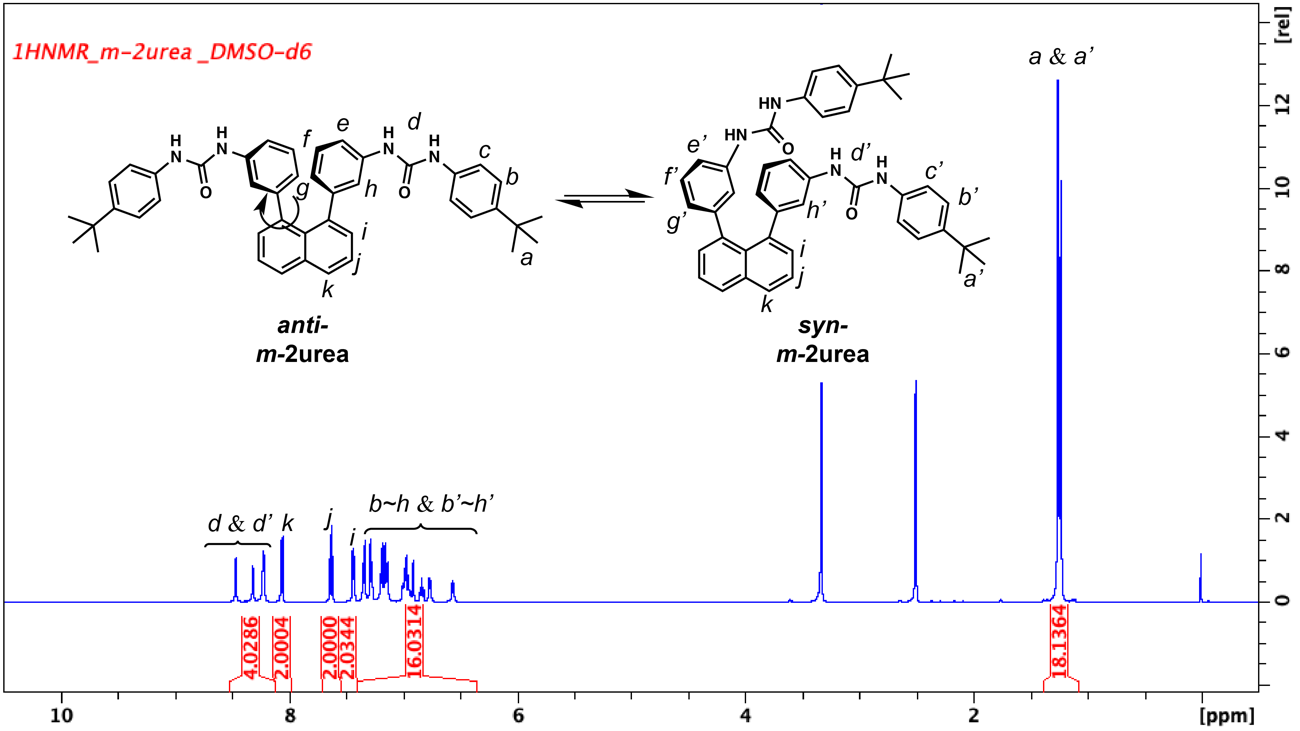 1HNMR_m-2urea _DMSO-d6
[rel]
a & a'
12
10
8
6
4
2
0
H
N
H
N
O
f
e
d
H
N
H
N
O
c
b
a
g
h
i
j
k
anti-
m-2urea
HN
NH
O
e'
f'
g'
d'
H
N
H
N
O
c'
b'
a'
h'
i
j
k
syn-
m-2urea
d & d'
k
j
i
b~h & b'~h'
4.0286
2.0004
2.0000
2.0344
16.0314
18.1364
10
8
6
4
2
[ppm]